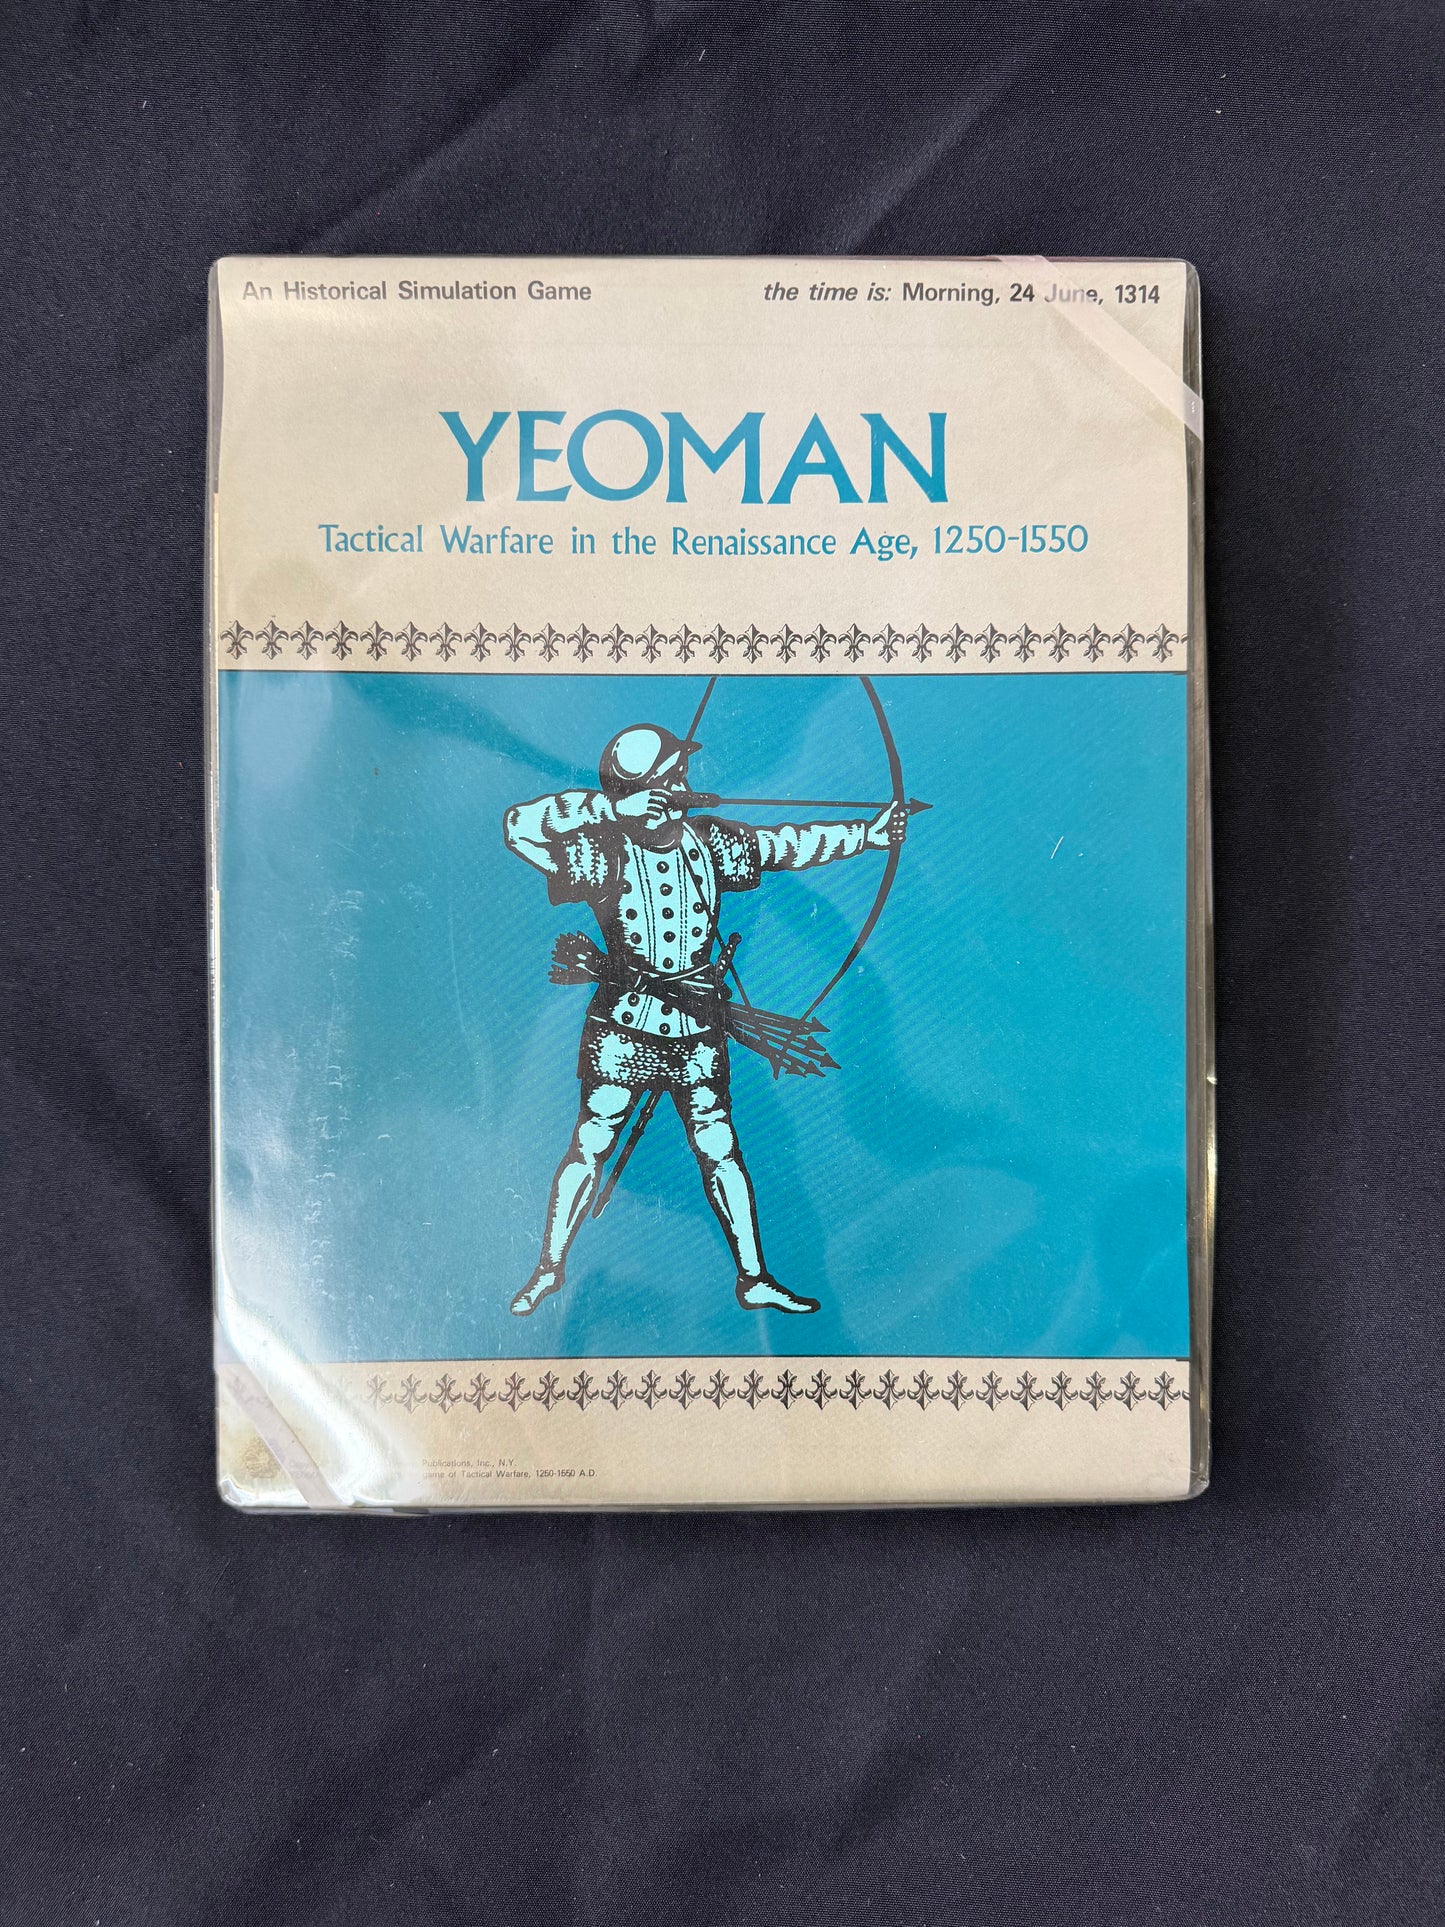 An Historical Simulation Game
the time is: Morning, 24 June, 1314
YEOMAN
Tactical Warfare in the Renaissance Age, 1250-1550
Publications, Inc., N.Y.
game of Tactical Warfare, 1250-1550 A.D.